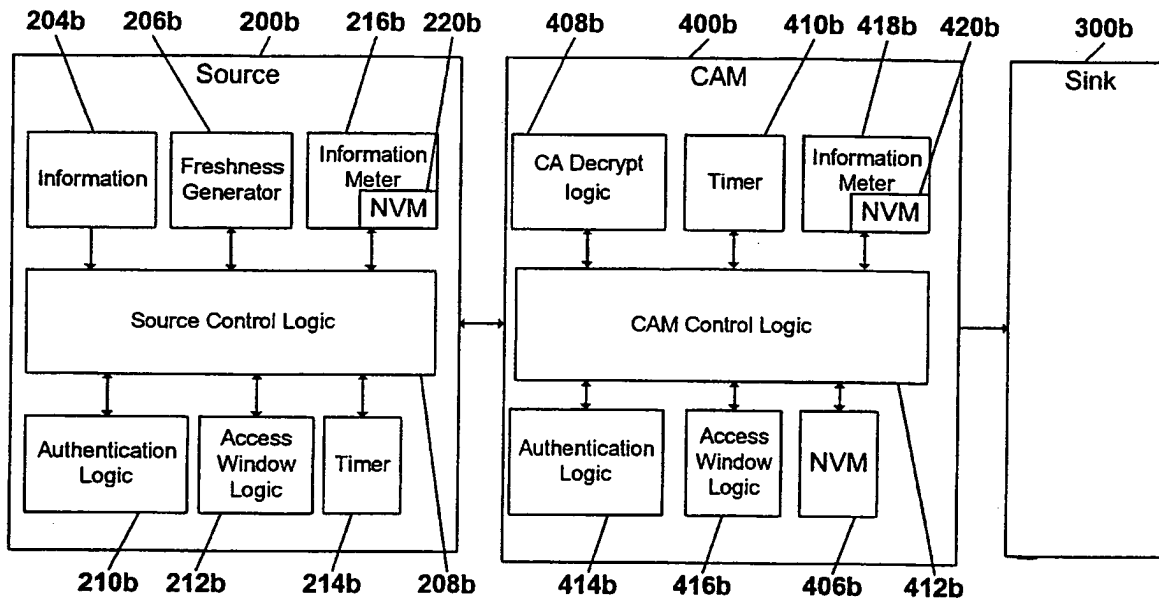 204b 206b 200b 216b 220b 408b 400b 410b 418b 420b 300b
Source CAM Sink
Information
Freshness
Generator
Information
Meter
NVM
CA Decrypt
logic
Timer
Information
Meter
NVM
Source Control Logic
CAM Control Logic
Authentication
Logic
Access
Window
Logic
Timer
Authentication
Logic
Access
Window
Logic
NVM
210b 212b 214b 208b 414b 416b 406b 412b